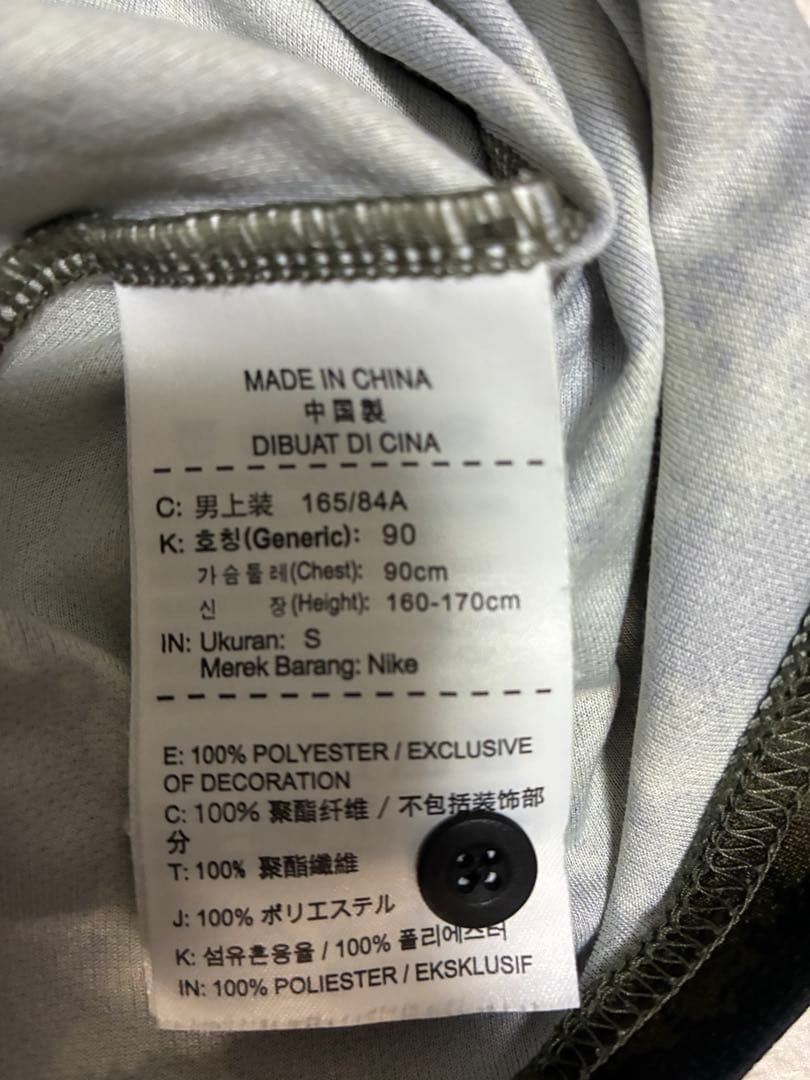 MADE IN CHINA
中国製
DIBUAT DI CINA
C: 男上装 165/84A
K: 호칭(Generic): 90
가슴둘레(Chest): 90cm
신 장(Height): 160-170cm
IN: Ukuran: S
Merek Barang: Nike
E: 100% POLYESTER / EXCLUSIVE
OF DECORATION
C: 100% 聚酯纤维 / 不包括装饰部
分
T: 100% 聚酯纖維
J: 100% ポリエステル
K: 섬유혼용율 / 100% 폴리에스터
IN: 100% POLIESTER / EKSKLUSIF